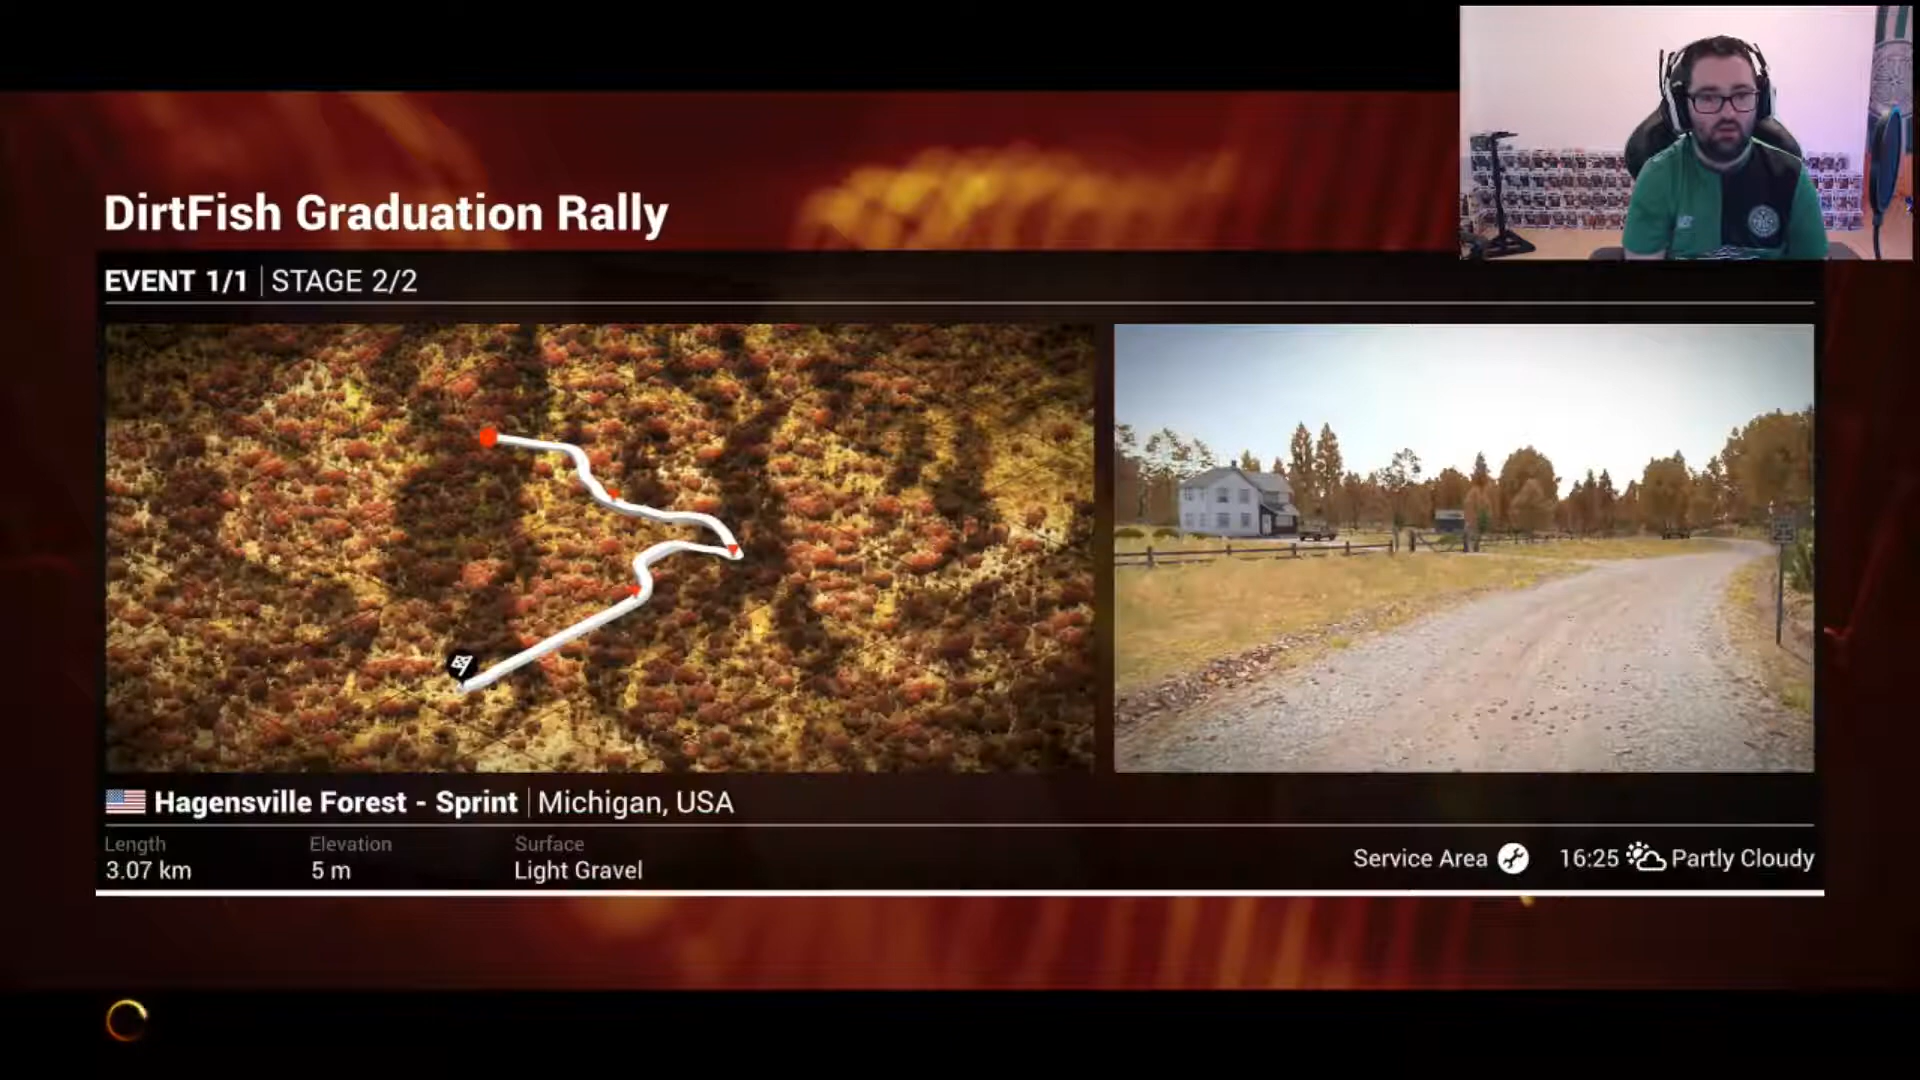 DirtFish Graduation Rally
EVENT 1/1 | STAGE 2/2
Hagensville Forest - Sprint | Michigan, USA
Length Elevation Surface
3.07 km 5 m Light Gravel
Service Area 16:25 Partly Cloudy